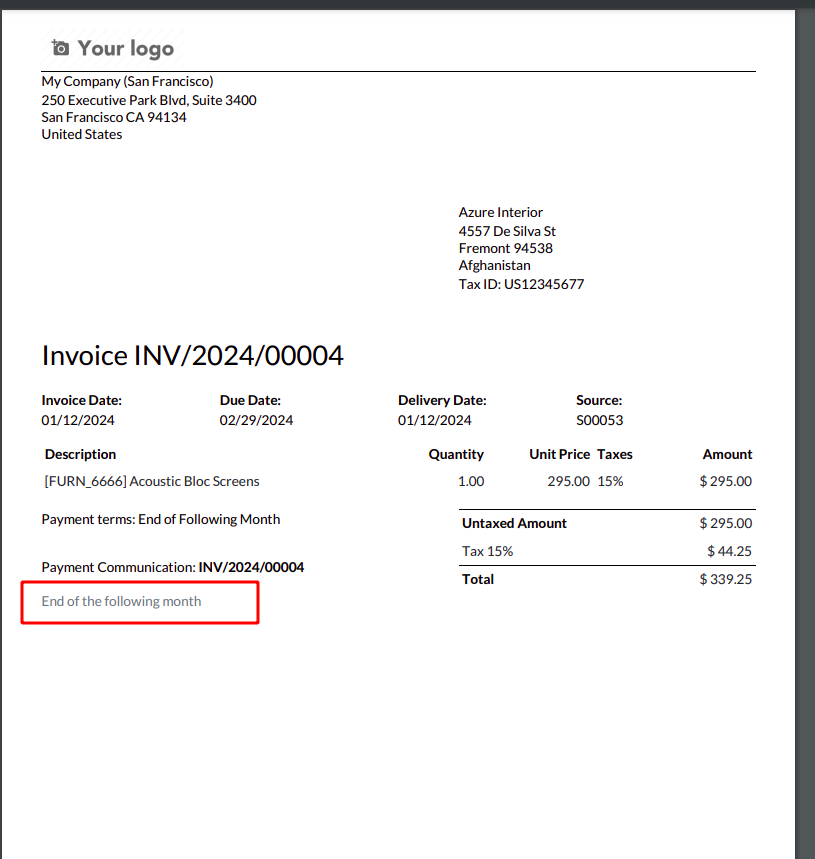 Your logo
My Company (San Francisco)
250 Executive Park Blvd, Suite 3400
San Francisco CA 94134
United States
Azure Interior
4557 De Silva St
Fremont 94538
Afghanistan
Tax ID: US12345677
Invoice INV/2024/00004
Invoice Date: Due Date: Delivery Date: Source:
01/12/2024 02/29/2024 01/12/2024 S00053
Description Quantity Unit Price Taxes Amount
[FURN_6666] Acoustic Bloc Screens 1.00 295.00 15% $ 295.00
Payment terms: End of Following Month
Untaxed Amount $ 295.00
Tax 15% $ 44.25
Payment Communication: INV/2024/00004
Total $ 339.25
End of the following month